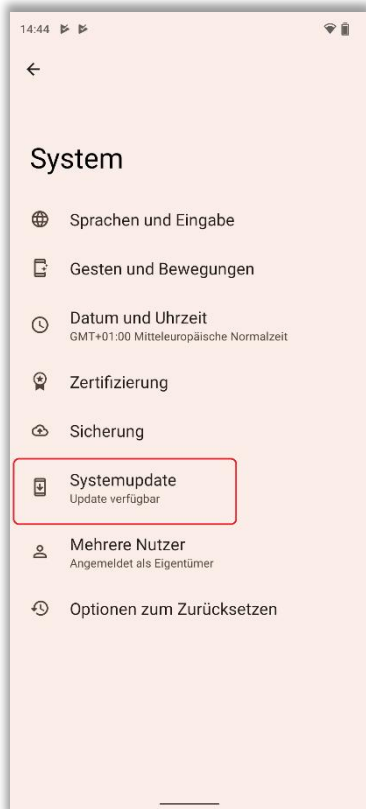 14:44
System
Sprachen und Eingabe
Gesten und Bewegungen
Datum und Uhrzeit
GMT+01:00 Mitteleuropäische Normalzeit
Zertifizierung
Sicherung
Systemupdate
Update verfügbar
Mehrere Nutzer
Angemeldet als Eigentümer
Optionen zum Zurücksetzen